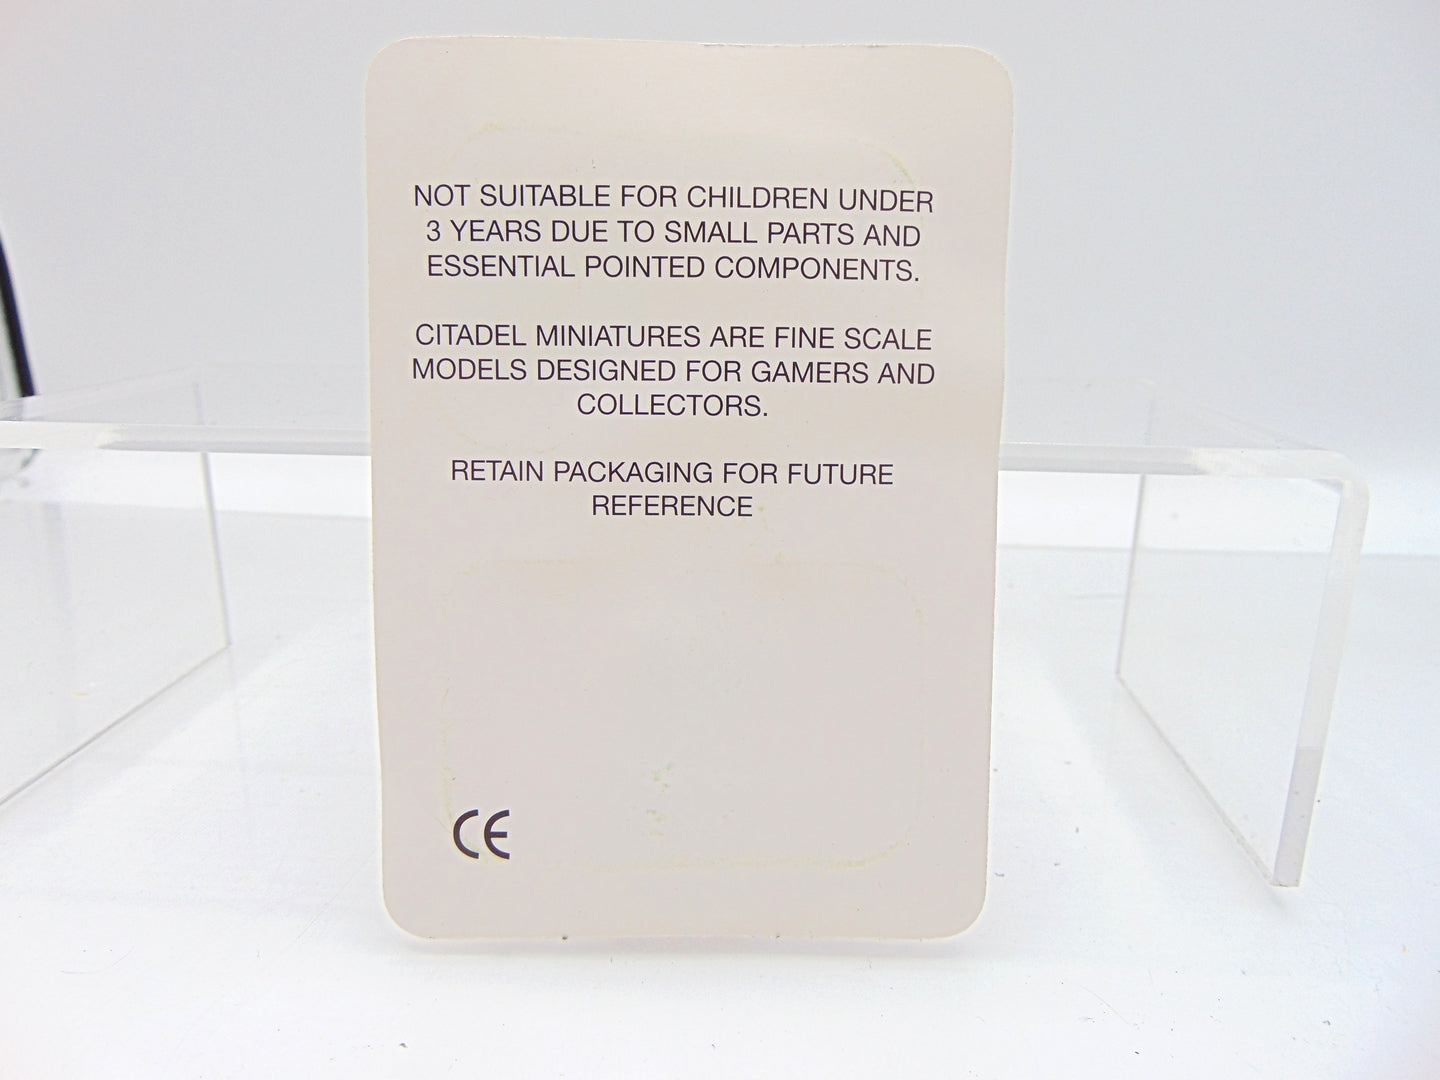 NOT SUITABLE FOR CHILDREN UNDER
3 YEARS DUE TO SMALL PARTS AND
ESSENTIAL POINTED COMPONENTS.
CITADEL MINIATURES ARE FINE SCALE
MODELS DESIGNED FOR GAMERS AND
COLLECTORS.
RETAIN PACKAGING FOR FUTURE
REFERENCE
CE